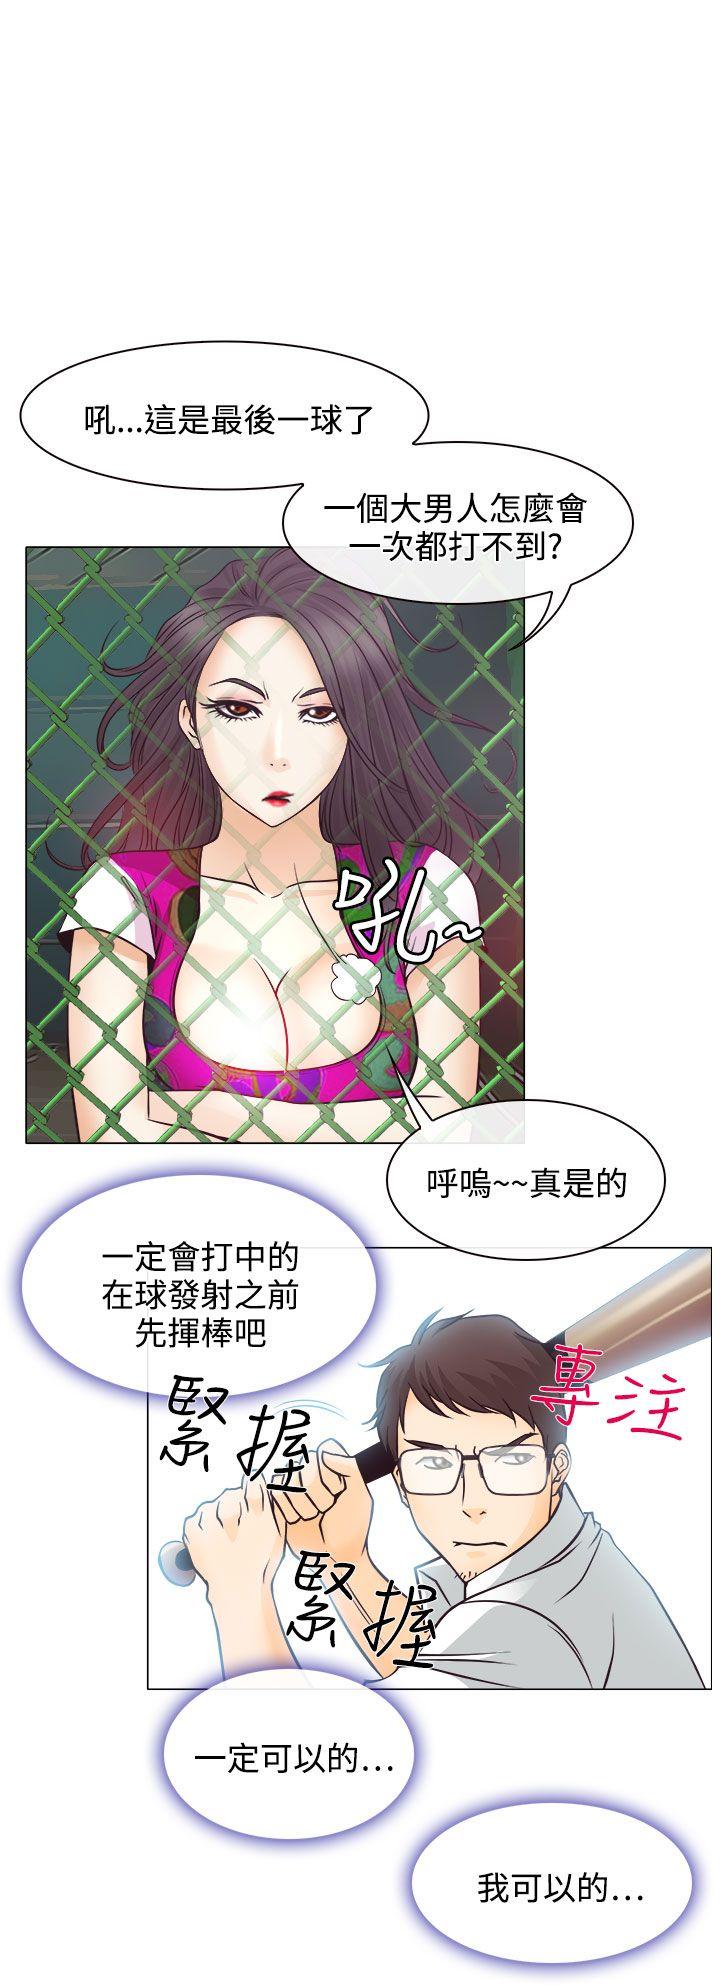 吼...這是最後一球了
一個大男人怎麼會
一次都打不到?
吼~
呼嗚~~真是的
一定會打中的
在球發射之前
先揮棒吧
專注
緊握
緊握
一定可以的...
我可以的...